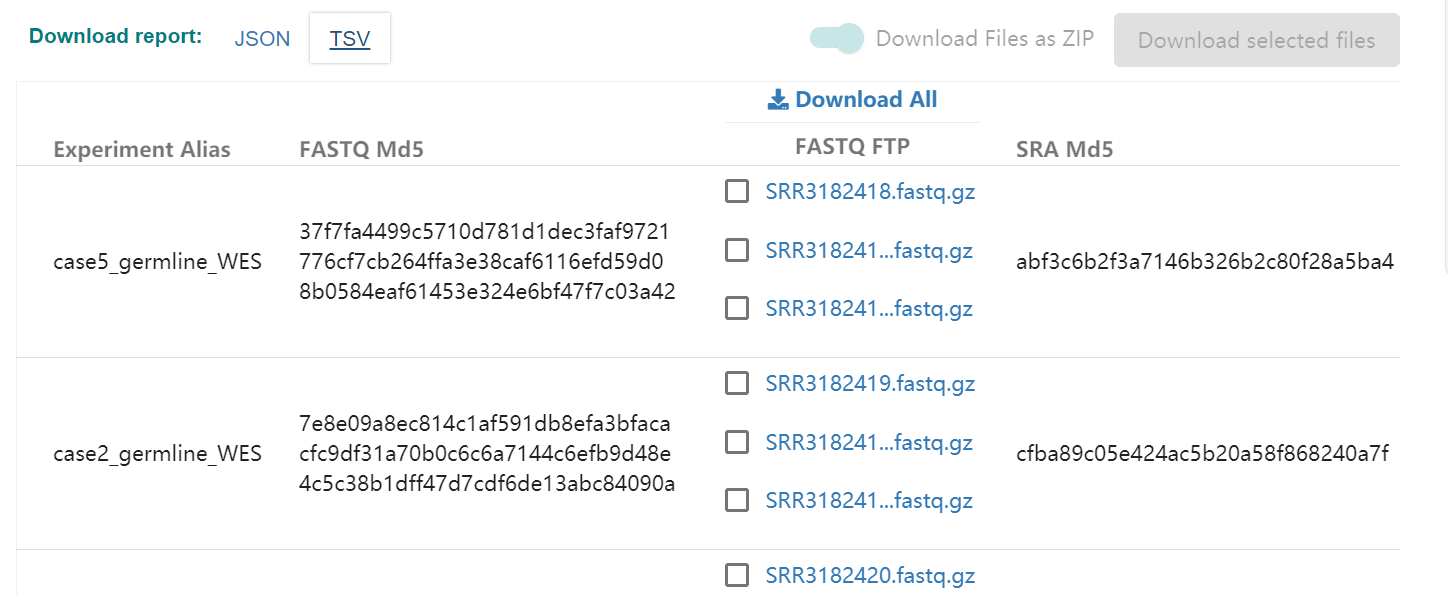 Download report: JSON TSV Download Files as ZIP Download selected files
Download All
Experiment Alias FASTQ Md5 FASTQ FTP SRA Md5
SRR3182418.fastq.gz
37f7fa4499c5710d781d1dec3faf9721
SRR318241...fastq.gz
case5_germline_WES 776cf7cb264ffa3e38caf6116efd59d0 abf3c6b2f3a7146b326b2c80f28a5ba4
8b0584eaf61453e324e6bf47f7c03a42
SRR318241...fastq.gz
SRR3182419.fastq.gz
7e8e09a8ec814c1af591db8efa3bfaca
SRR318241...fastq.gz
case2_germline_WES cfc9df31a70b0c6c6a7144c6efb9d48e cfba89c05e424ac5b20a58f868240a7f
4c5c38b1dff47d7cdf6de13abc84090a
SRR318241...fastq.gz
SRR3182420.fastq.gz